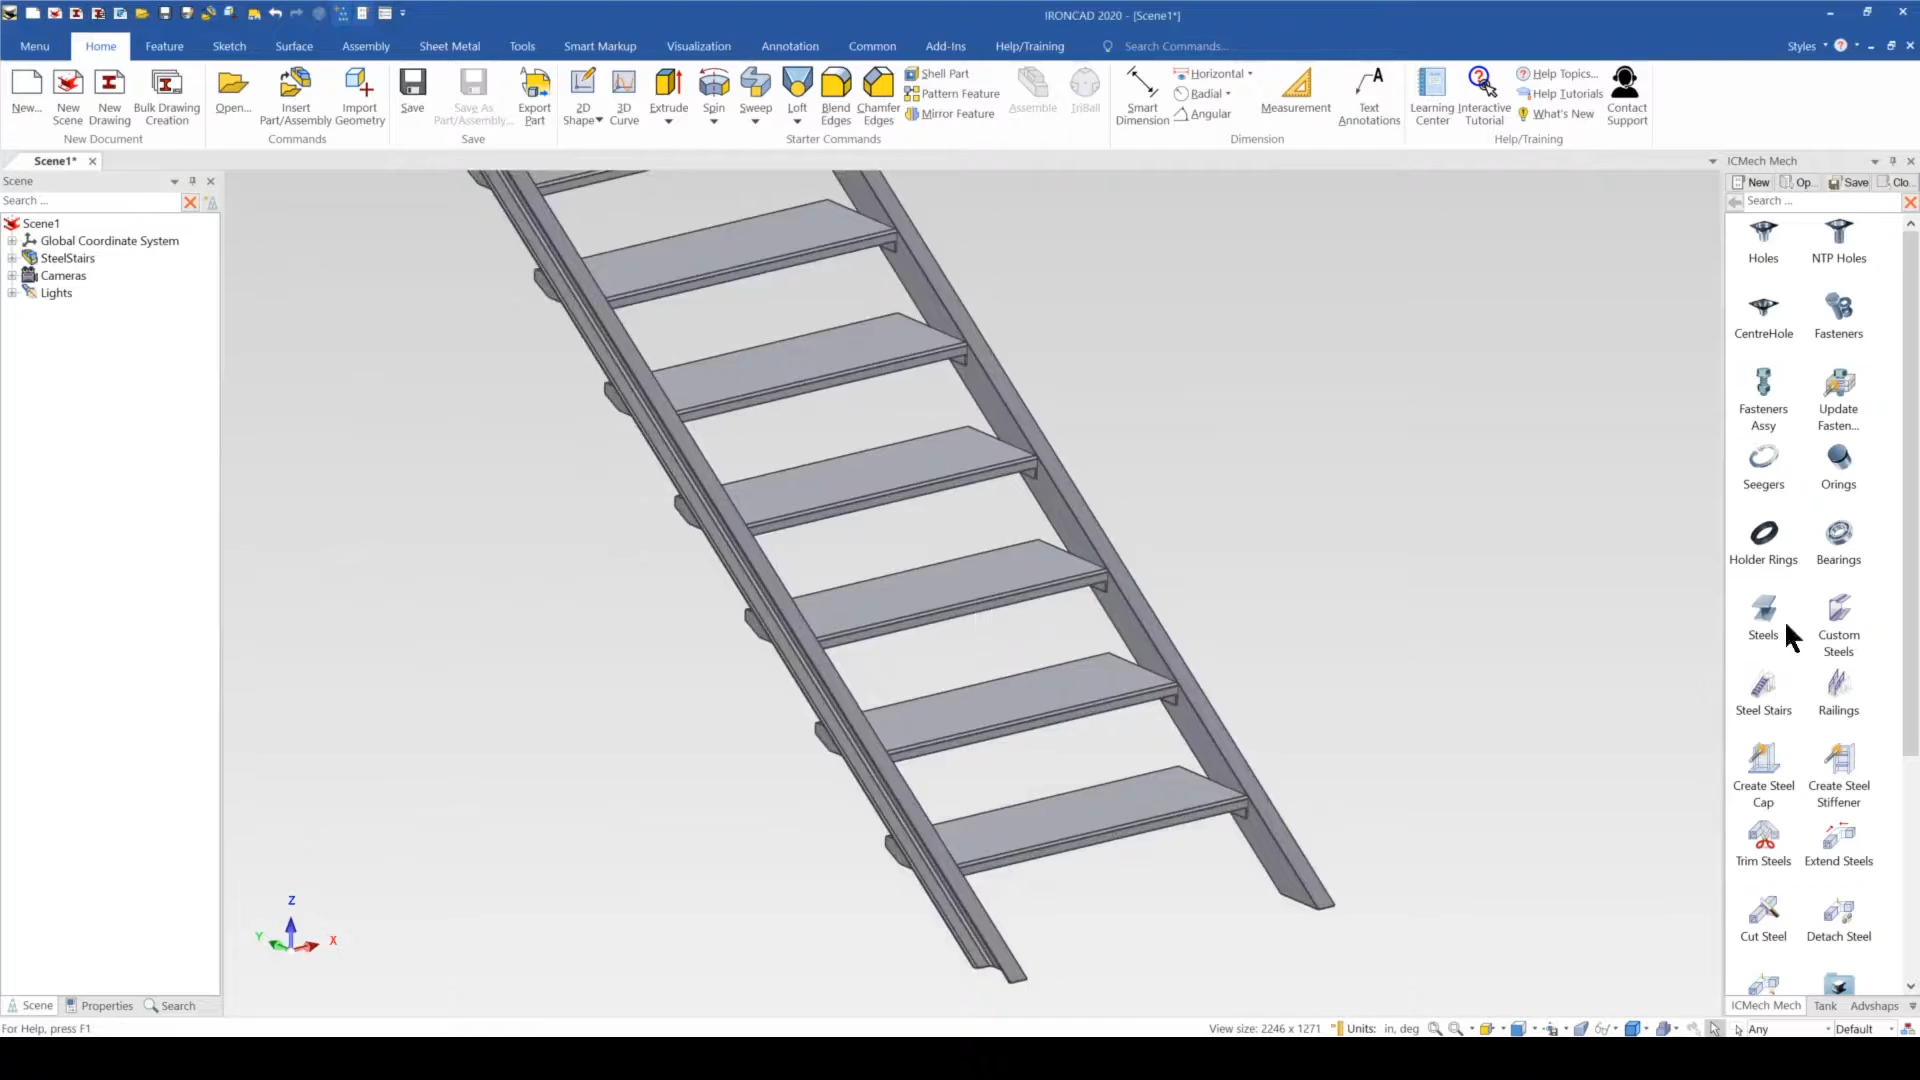 IRONCAD 2020 - [Scene1*]
Menu Home Feature Sketch Surface Assembly Sheet Metal Tools Smart Markup Visualization Annotation Common Add-Ins Help/Training Search Commands... Styles
New... New Scene New Drawing Bulk Drawing Creation
New Document
Open... Insert Part/Assembly Import Geometry
Commands
Save Save As Part/Assembly... Export Part
Save
2D Shape 3D Curve Extrude Spin Sweep Loft Blend Edges Chamfer Edges
Shell Part
Pattern Feature
Mirror Feature
Assemble TriBall
Starter Commands
Smart Dimension
Horizontal
Radial
Angular
Measurement Text Annotations
Dimension
Learning Center Interactive Tutorial
Help Topics...
Help Tutorials
What's New
Contact Support
Help/Training
Scene1*
Scene
Search ...
Scene1
Global Coordinate System
SteelStairs
Cameras
Lights
Z
Y
X
ICMech Mech
New Op... Save Clo...
Search ...
Holes NTP Holes
CentreHole Fasteners
Fasteners Assy Update Fasten...
Seegers Orings
Holder Rings Bearings
Steels Custom Steels
Steel Stairs Railings
Create Steel Cap Create Steel Stiffener
Trim Steels Extend Steels
Cut Steel Detach Steel
ICMech Mech Tank Advshaps
Scene Properties Search
For Help, press F1
View size: 2246 x 1271 Units: in, deg Any Default